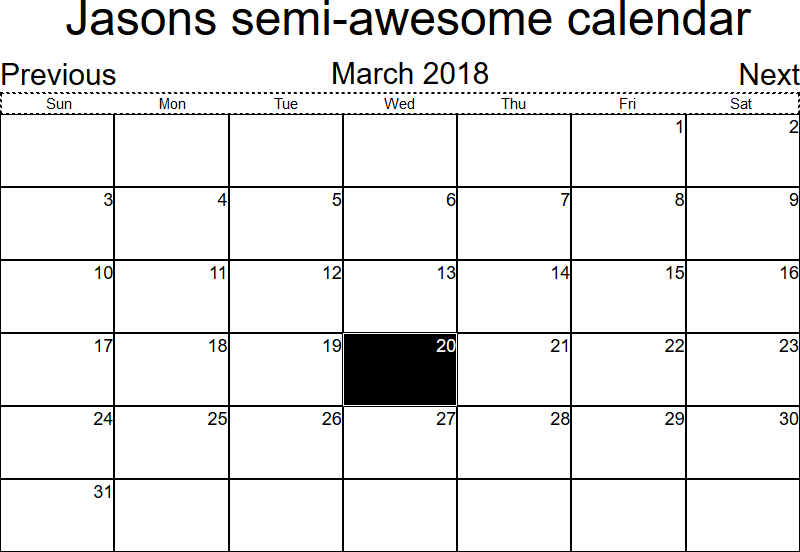 Jasons semi-awesome calendar
Previous March 2018 Next
Sun Mon Tue Wed Thu Fri Sat
1 2
3 4 5 6 7 8 9
10 11 12 13 14 15 16
17 18 19 20 21 22 23
24 25 26 27 28 29 30
31